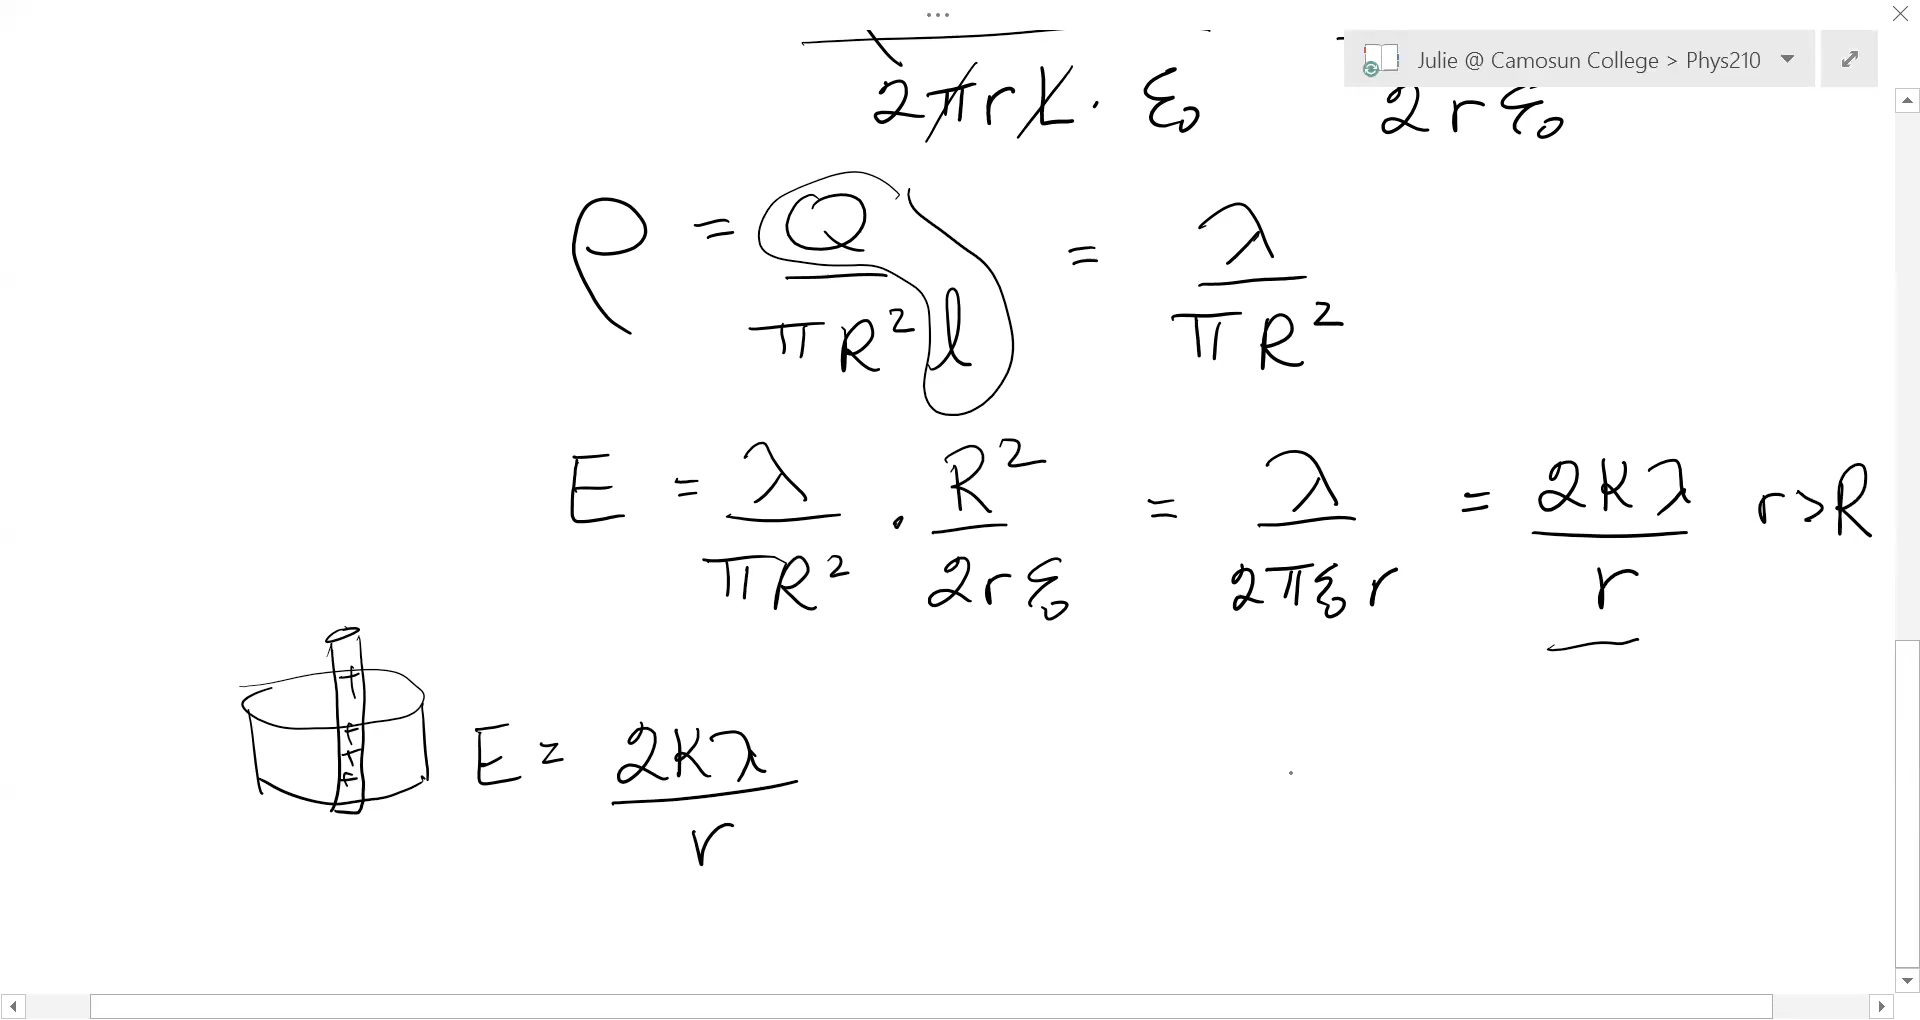 ...
Julie @ Camosun College > Phys210
2πrL · ε₀    2rε₀
ρ = Q/(πR²l) = λ/(πR²)
E = λ/(πR²) · R²/(2rε₀) = λ/(2πε₀r) = 2Kλ/r   r>R
+
+
+
+
E = 2Kλ/r